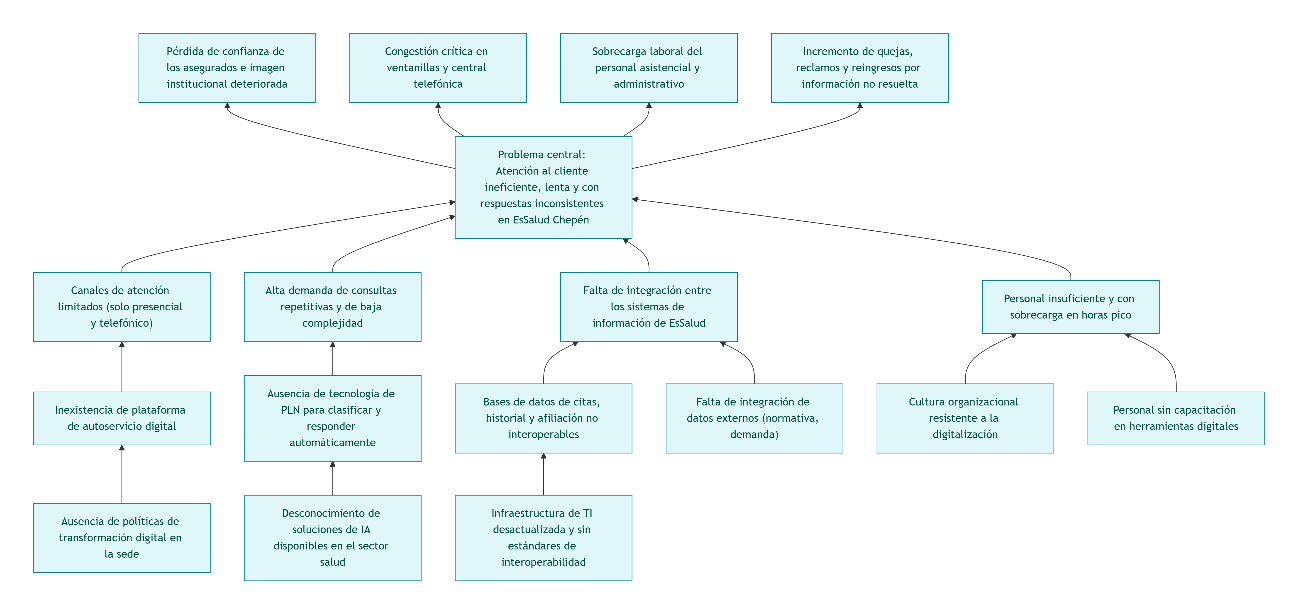 Pérdida de confianza de
los asegurados e imagen
institucional deteriorada
Congestión crítica en
ventanillas y central
telefónica
Sobrecarga laboral del
personal asistencial y
administrativo
Incremento de quejas,
reclamos y reingresos por
información no resuelta
Problema central:
Atención al cliente
ineficiente, lenta y con
respuestas inconsistentes
en EsSalud Chepén
Canales de atención
limitados (solo presencial
y telefónico)
Alta demanda de consultas
repetitivas y de baja
complejidad
Falta de integración entre
los sistemas de
información de EsSalud
Personal insuficiente y con
sobrecarga en horas pico
Inexistencia de plataforma
de autoservicio digital
Ausencia de tecnología de
PLN para clasificar y
responder
automáticamente
Bases de datos de citas,
historial y afiliación no
interoperables
Falta de integración de
datos externos (normativa,
demanda)
Cultura organizacional
resistente a la
digitalización
Personal sin capacitación
en herramientas digitales
Ausencia de políticas de
transformación digital en
la sede
Desconocimiento de
soluciones de IA
disponibles en el sector
salud
Infraestructura de TI
desactualizada y sin
estándares de
interoperabilidad